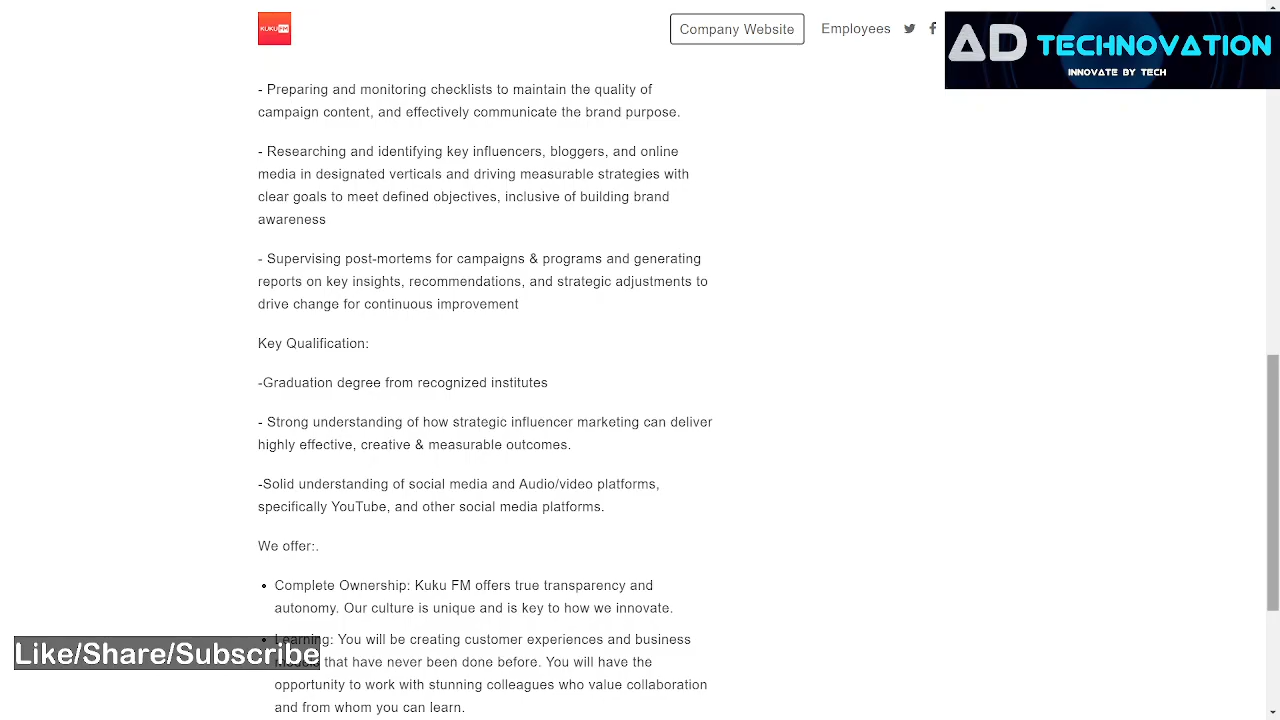 KUKU FM
Company Website
Employees
AD TECHNOVATION
INNOVATE BY TECH
- Preparing and monitoring checklists to maintain the quality of
campaign content, and effectively communicate the brand purpose.
- Researching and identifying key influencers, bloggers, and online
media in designated verticals and driving measurable strategies with
clear goals to meet defined objectives, inclusive of building brand
awareness
- Supervising post-mortems for campaigns & programs and generating
reports on key insights, recommendations, and strategic adjustments to
drive change for continuous improvement
Key Qualification:
-Graduation degree from recognized institutes
- Strong understanding of how strategic influencer marketing can deliver
highly effective, creative & measurable outcomes.
-Solid understanding of social media and Audio/video platforms,
specifically YouTube, and other social media platforms.
We offer:.
• Complete Ownership: Kuku FM offers true transparency and
autonomy. Our culture is unique and is key to how we innovate.
• Learning: You will be creating customer experiences and business
models that have never been done before. You will have the
opportunity to work with stunning colleagues who value collaboration
and from whom you can learn.
Like/Share/Subscribe